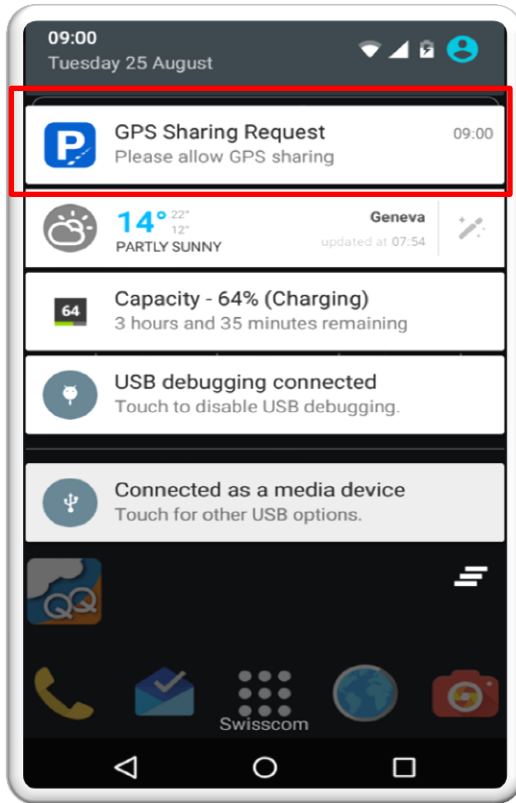 09:00
Tuesday 25 August
P
GPS Sharing Request 09:00
Please allow GPS sharing
14° 22° Geneva
12°
PARTLY SUNNY updated at 07:54
64
Capacity - 64% (Charging)
3 hours and 35 minutes remaining
USB debugging connected
Touch to disable USB debugging.
Connected as a media device
Touch for other USB options.
QQ
Swisscom